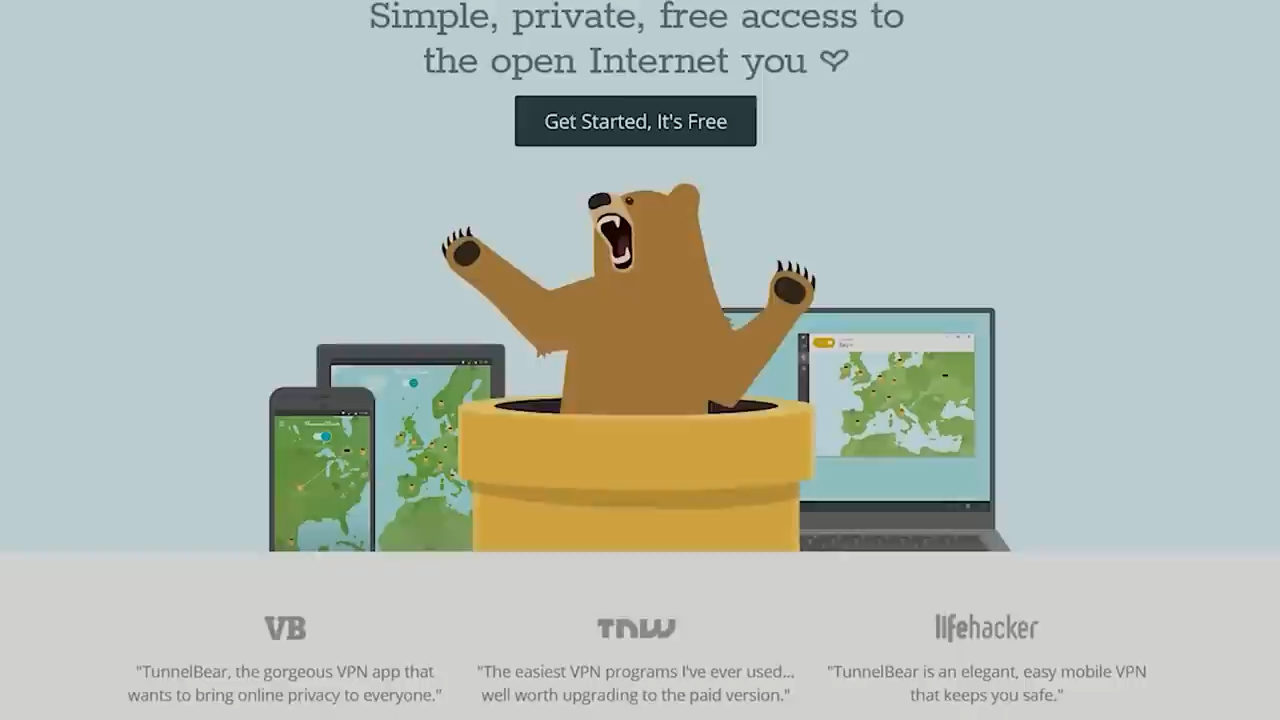 Simple, private, free access to
the open Internet you ♡
Get Started, It's Free
VB
TNW
lifehacker
"TunnelBear, the gorgeous VPN app that
wants to bring online privacy to everyone."
"The easiest VPN programs I've ever used...
well worth upgrading to the paid version."
"TunnelBear is an elegant, easy mobile VPN
that keeps you safe."